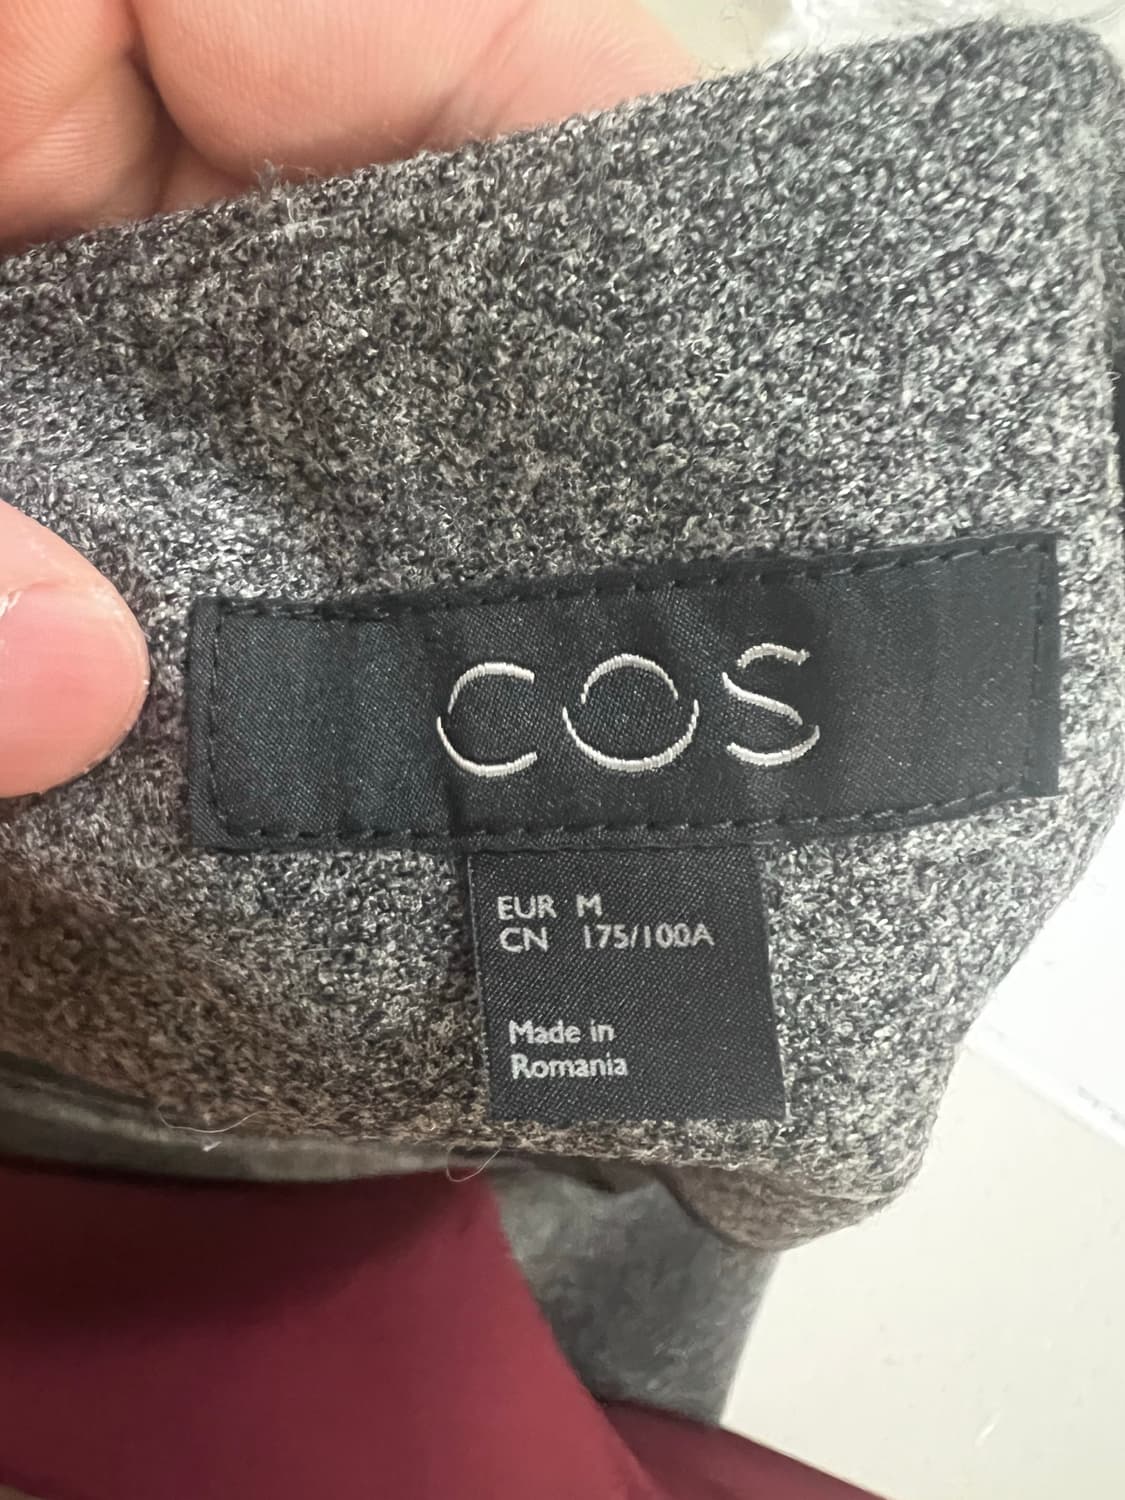 COS
EUR M
CN 175/100A
Made in
Romania